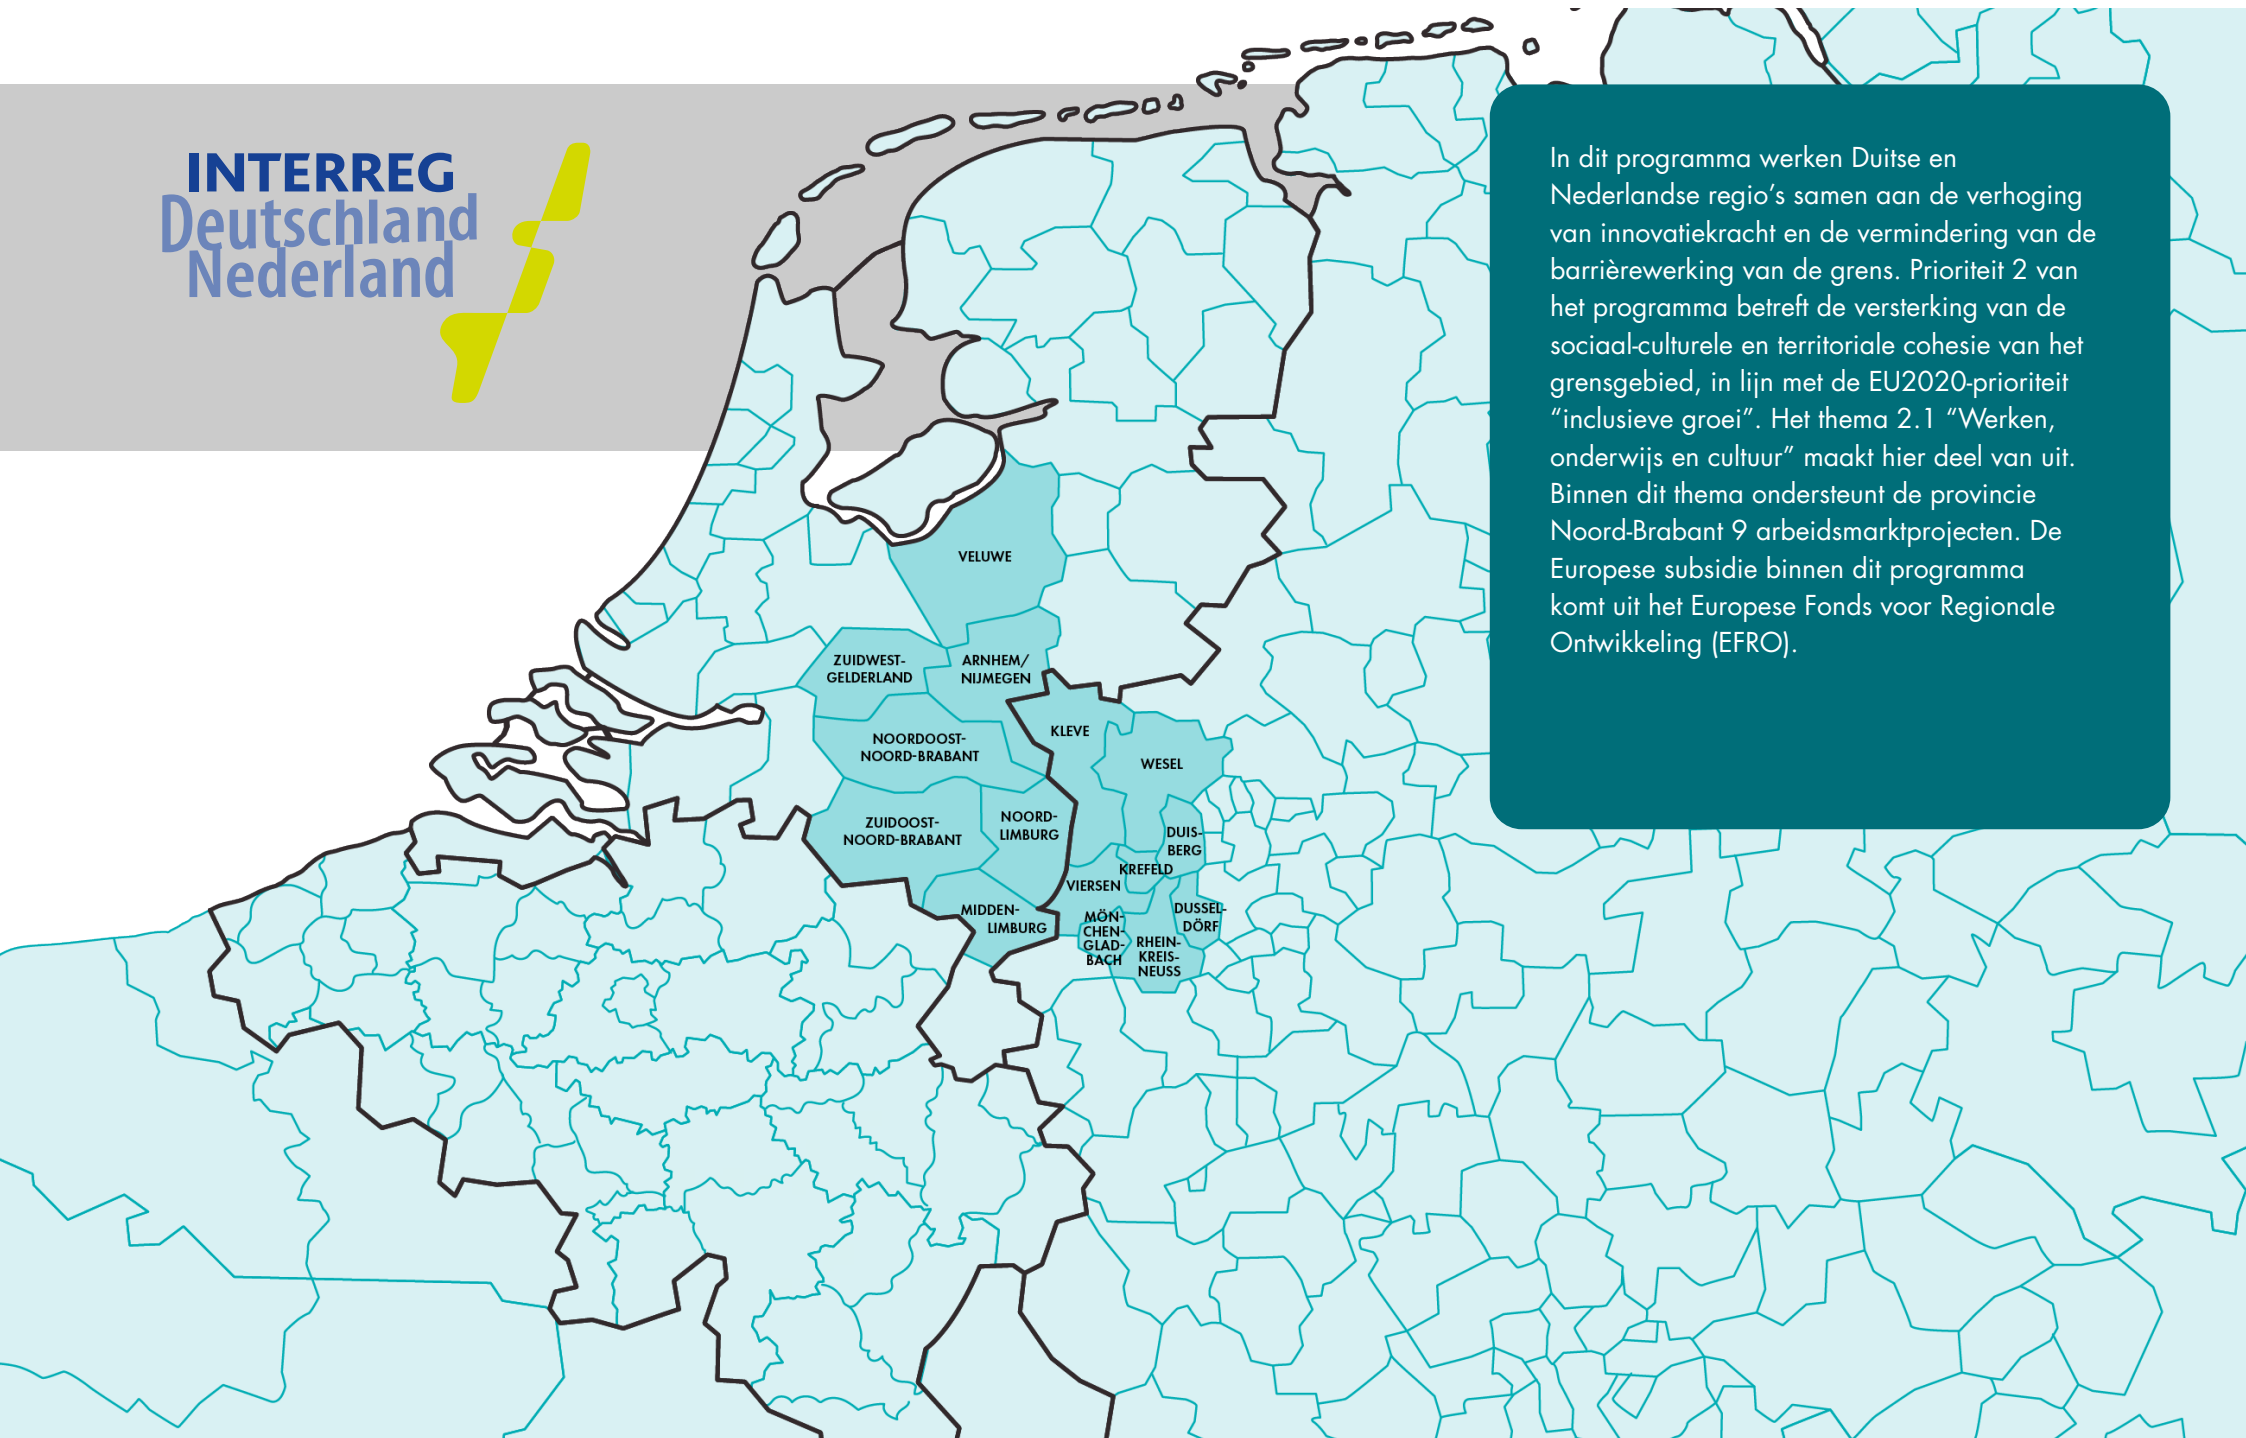 INTERREG
Deutschland
Nederland
In dit programma werken Duitse en
Nederlandse regio’s samen aan de verhoging
van innovatiekracht en de vermindering van de
barrièrewerking van de grens. Prioriteit 2 van
het programma betreft de versterking van de
sociaal-culturele en territoriale cohesie van het
grensgebied, in lijn met de EU2020-prioriteit
“inclusieve groei”. Het thema 2.1 “Werken,
onderwijs en cultuur” maakt hier deel van uit.
Binnen dit thema ondersteunt de provincie
Noord-Brabant 9 arbeidsmarktprojecten. De
Europese subsidie binnen dit programma
komt uit het Europese Fonds voor Regionale
Ontwikkeling (EFRO).
VELUWE
ZUIDWEST-
GELDERLAND
ARNHEM/
NIJMEGEN
KLEVE
NOORDOOST-
NOORD-BRABANT
WESEL
ZUIDOOST-
NOORD-BRABANT
NOORD-
LIMBURG
DUIS-
BERG
KREFELD
VIERSEN
MIDDEN-
LIMBURG
MÖN-
CHEN-
GLAD-
BACH
DUSSEL-
DÖRF
RHEIN-
KREIS-
NEUSS